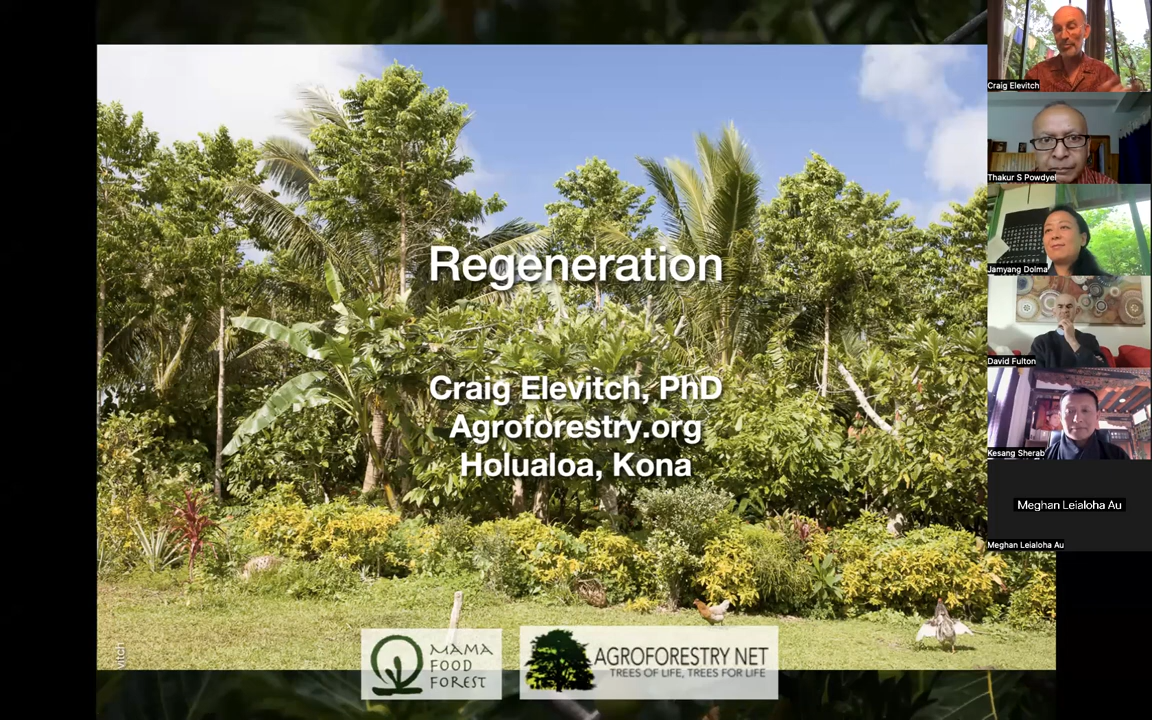 Regeneration
Craig Elevitch, PhD
Agroforestry.org
Holualoa, Kona
MAMA
FOOD
FOREST
AGROFORESTRY NET
TREES OF LIFE, TREES FOR LIFE
vitch
Craig Elevitch
Thakur S Powdyel
Jamyang Dolma
David Fulton
Kesang Sherab
Meghan Leialoha Au
Meghan Leialoha Au